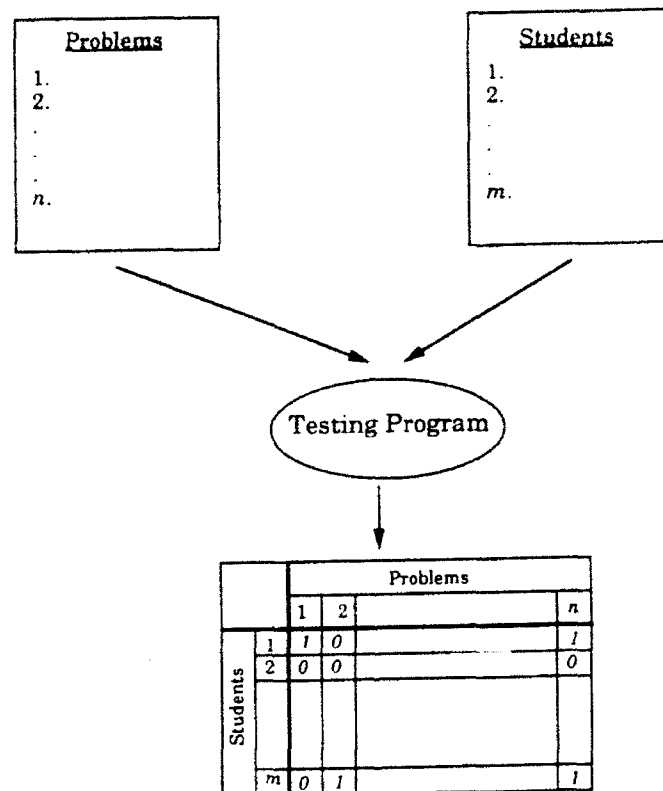 Problems
1.
2.
.
.
.
n.
Students
1.
2.
.
.
.
m.
Testing Program
Problems
1 2 n
Students
1 1 0 1
2 0 0 0
m 0 1 1